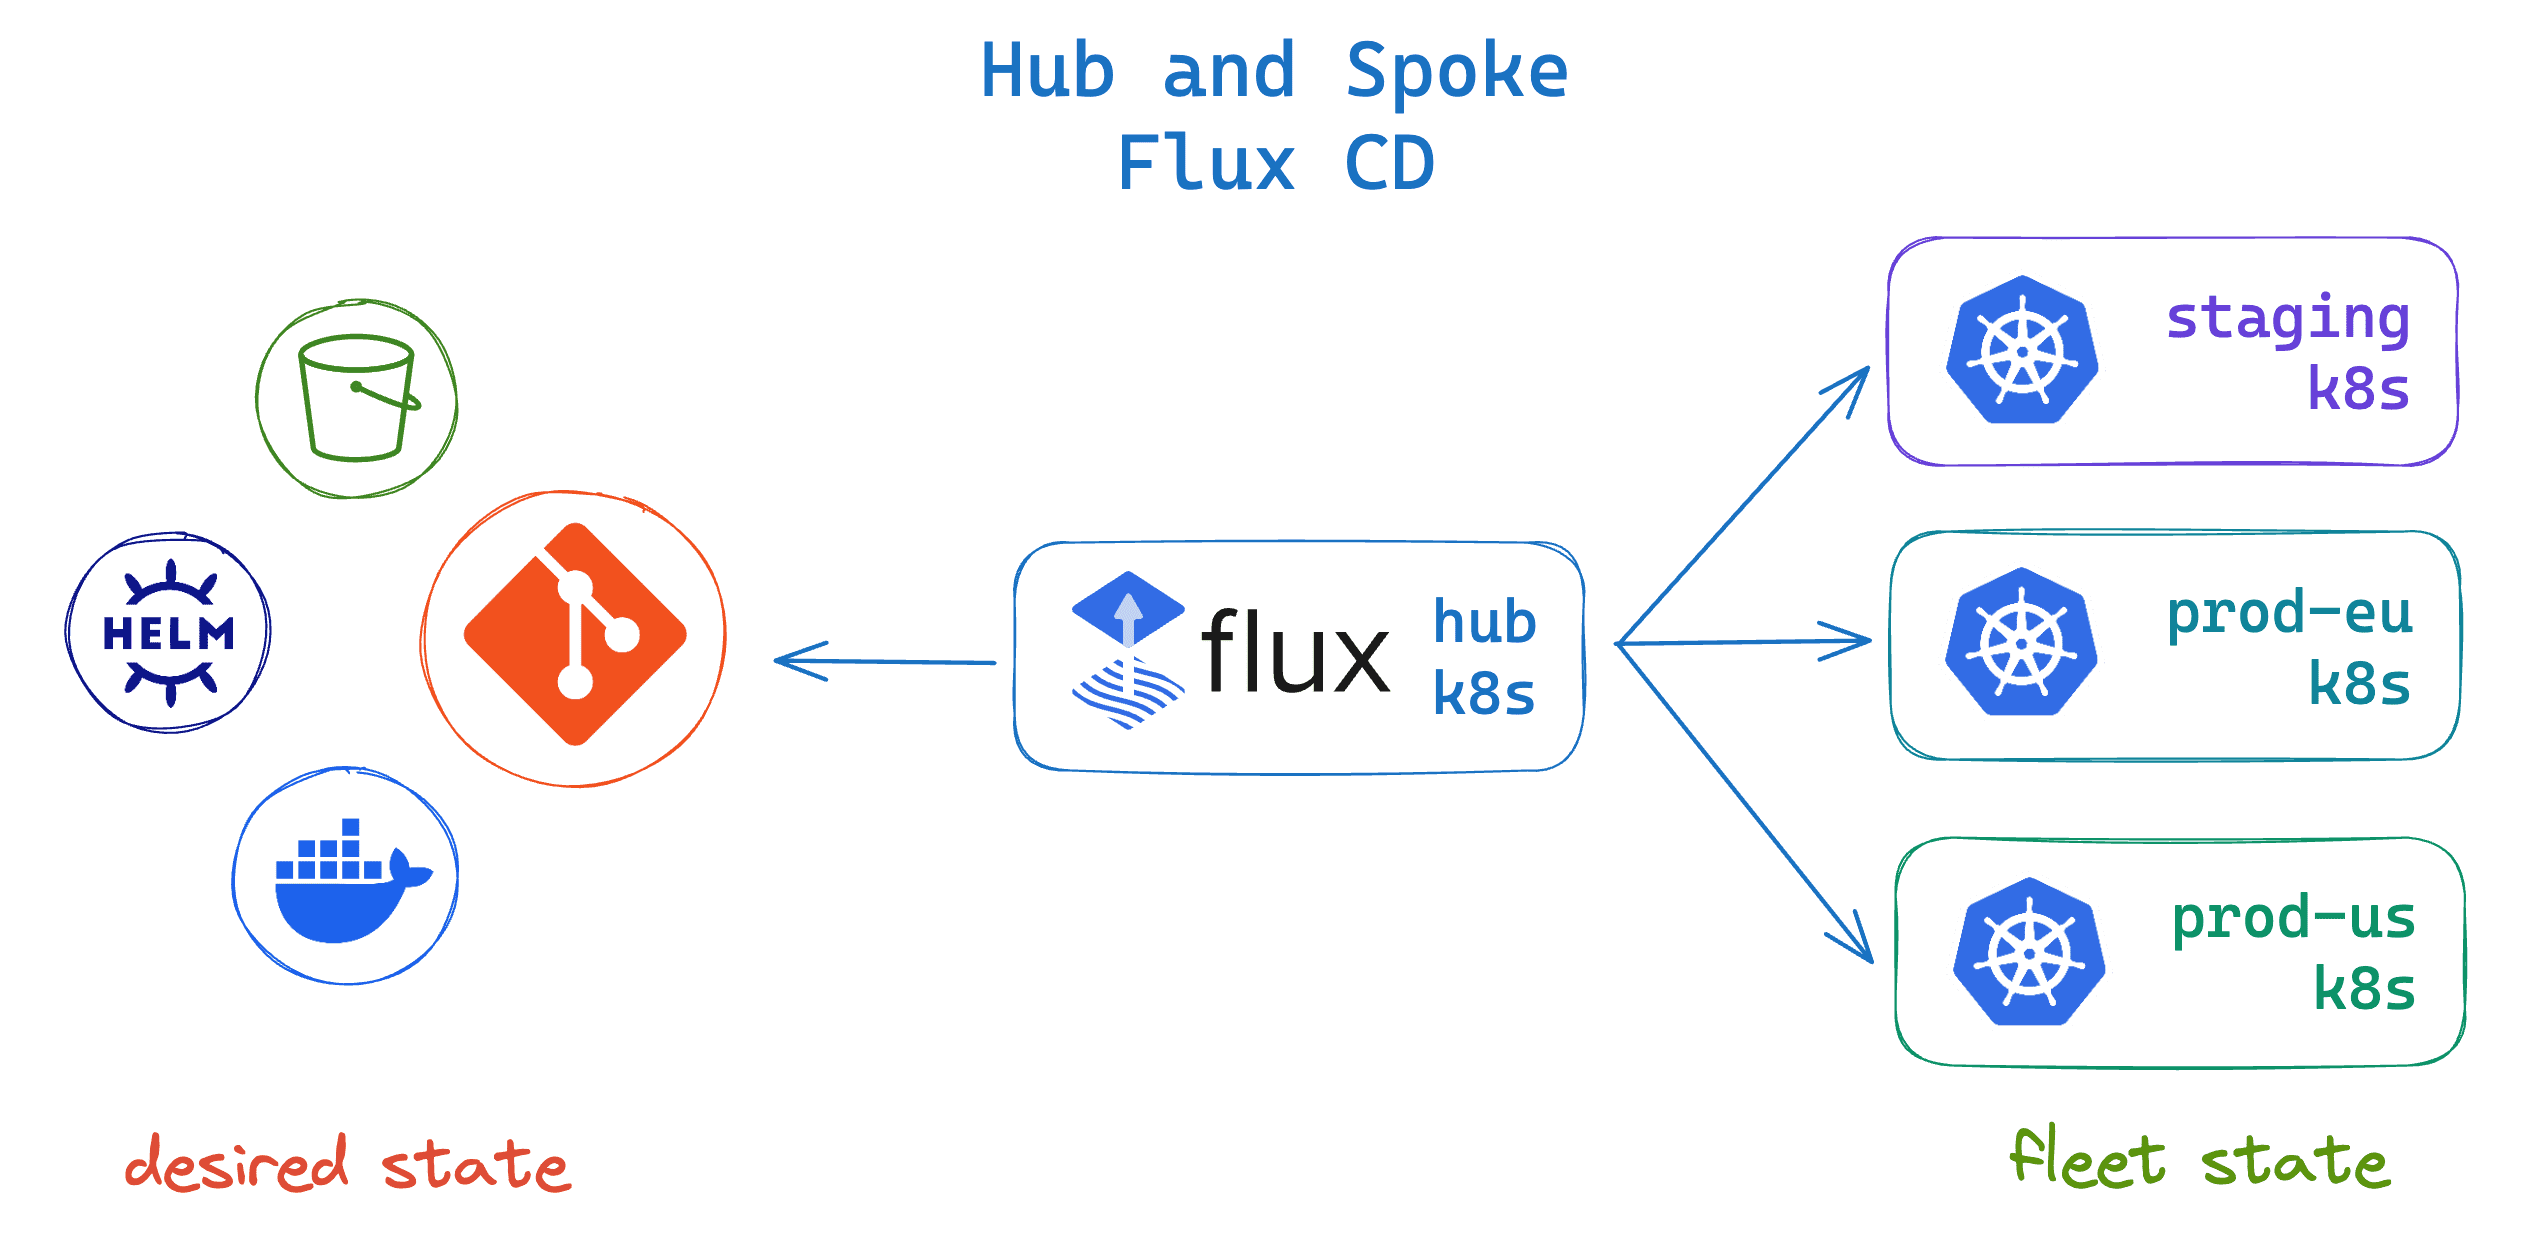 Hub and Spoke
Flux CD
HELM
flux
hub
k8s
staging
k8s
prod-eu
k8s
prod-us
k8s
desired state
fleet state